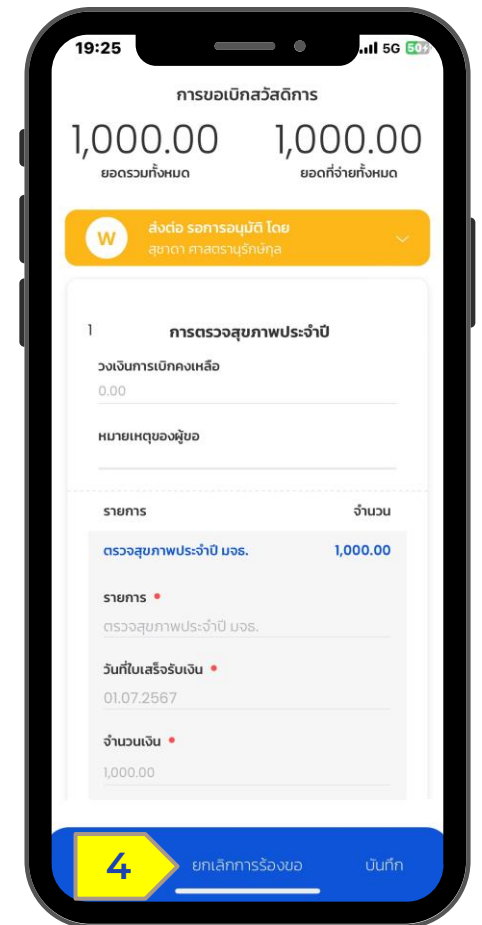 19:25
5G 50
การขอเบิกสวัสดิการ
1,000.00 1,000.00
ยอดรวมทั้งหมด ยอดที่จ่ายทั้งหมด
W
ส่งต่อ รอการอนุมัติ โดย
สุชาดา ศาสตรานุรักษ์กุล
1 การตรวจสุขภาพประจำปี
วงเงินการเบิกคงเหลือ
0.00
หมายเหตุของผู้ขอ
รายการ จำนวน
ตรวจสุขภาพประจำปี มจธ. 1,000.00
รายการ
ตรวจสุขภาพประจำปี มจธ.
วันที่ใบเสร็จรับเงิน
01.07.2567
จำนวนเงิน
1,000.00
4 ยกเลิกการร้องขอ บันทึก